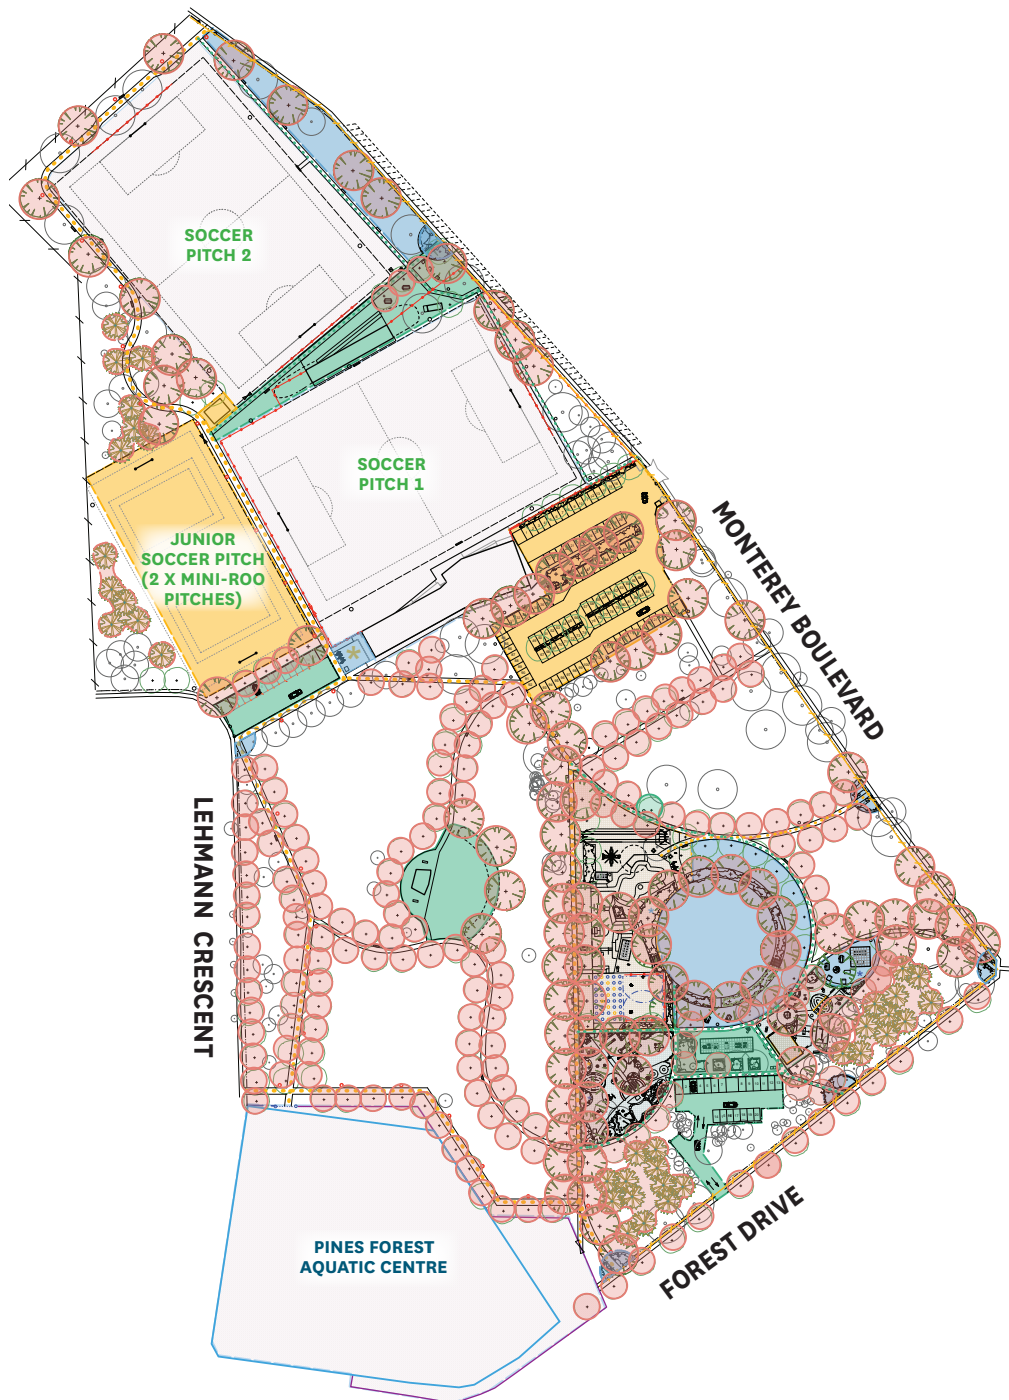 SOCCER
PITCH 2
SOCCER
PITCH 1
JUNIOR
SOCCER PITCH
(2 X MINI-ROO
PITCHES)
MONTEREY BOULEVARD
LEHMANN CRESCENT
FOREST DRIVE
PINES FOREST
AQUATIC CENTRE